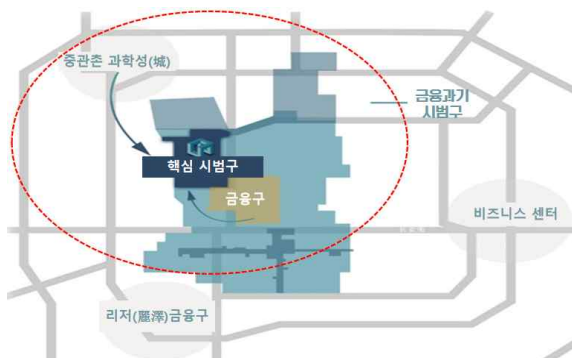 중관촌 과학성(城)
금융과기
시범구
핵심 시범구
금융구
비즈니스 센터
리저(麗澤)금융구